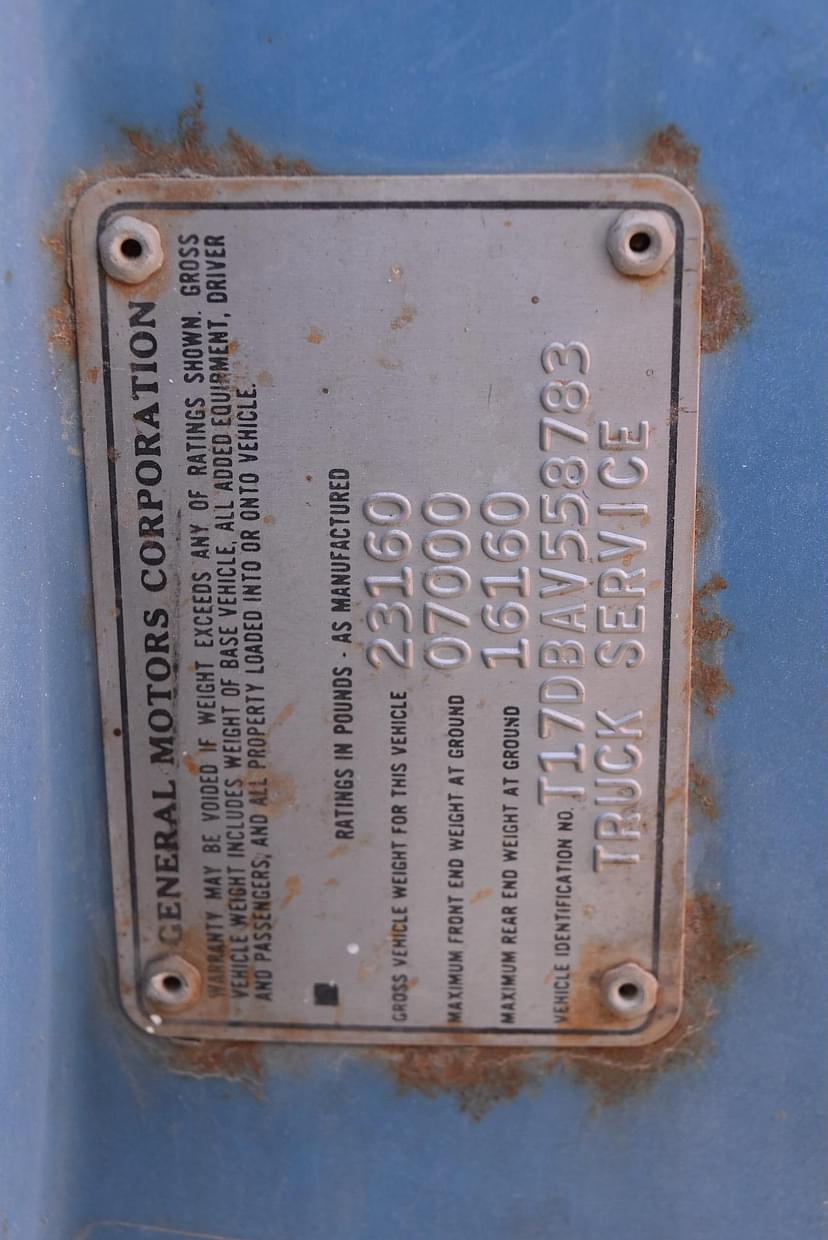 GENERAL MOTORS CORPORATION
WARRANTY MAY BE VOIDED IF WEIGHT EXCEEDS ANY OF RATINGS SHOWN. GROSS
VEHICLE WEIGHT INCLUDES WEIGHT OF BASE VEHICLE, ALL ADDED EQUIPMENT, DRIVER
AND PASSENGERS, AND ALL PROPERTY LOADED INTO OR ONTO VEHICLE.
RATINGS IN POUNDS - AS MANUFACTURED
GROSS VEHICLE WEIGHT FOR THIS VEHICLE 23160
MAXIMUM FRONT END WEIGHT AT GROUND 07000
MAXIMUM REAR END WEIGHT AT GROUND 16160
VEHICLE IDENTIFICATION NO. T17DBAV558783
TRUCK SERVICE